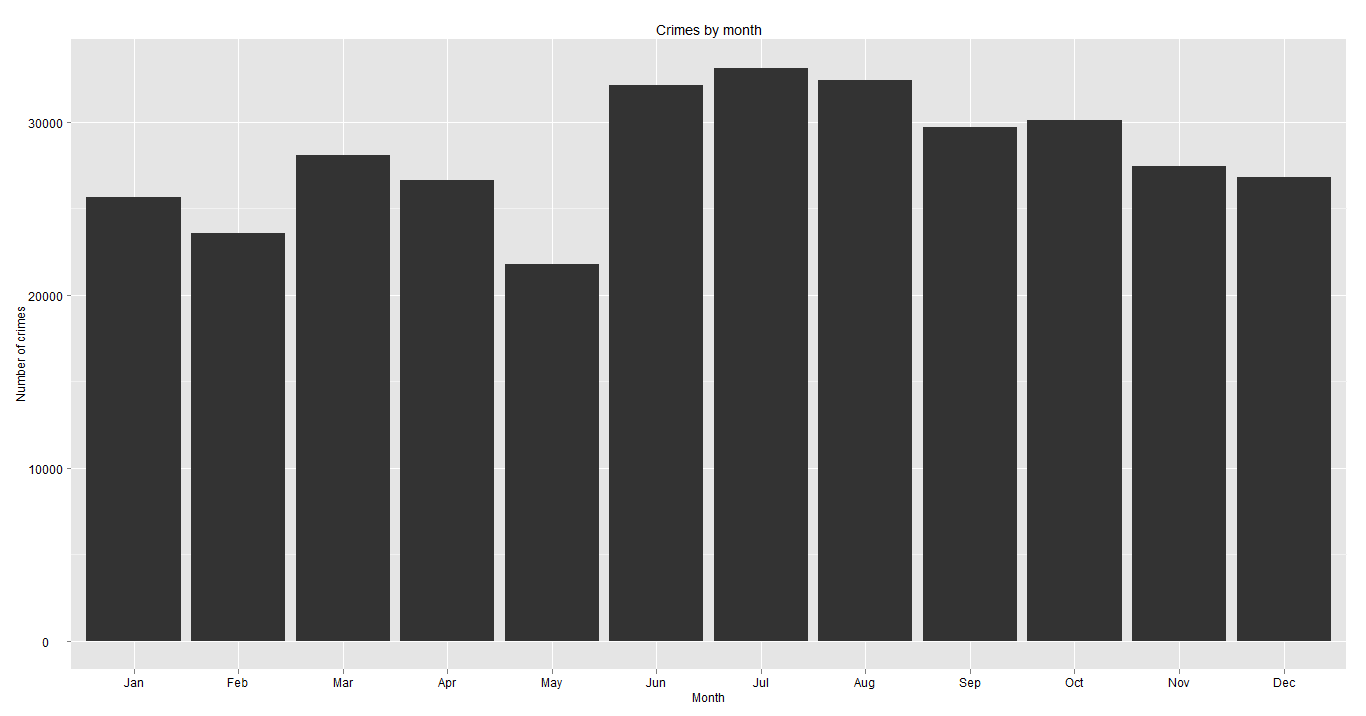 Crimes by month
Number of crimes
30000
20000
10000
0
Jan Feb Mar Apr May Jun Jul Aug Sep Oct Nov Dec
Month